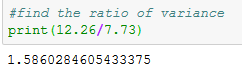 #find the ratio of variance
print(12.26/7.73)
1.5860284605433375